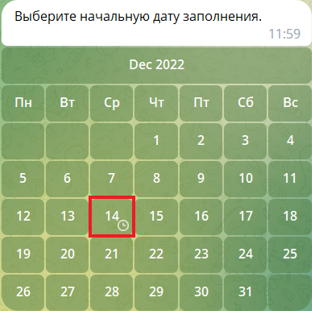 Выберите начальную дату заполнения.
11:59
Dec 2022
Пн Вт Ср Чт Пт Сб Вс
1 2 3 4
5 6 7 8 9 10 11
12 13 14 15 16 17 18
19 20 21 22 23 24 25
26 27 28 29 30 31